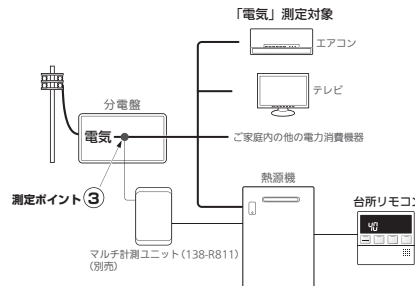 「電気」測定対象
エアコン
テレビ
分電盤
電気
ご家庭内の他の電力消費機器
測定ポイント③
熱源機
台所リモコン
40
マルチ計測ユニット（138-R811）
（別売）